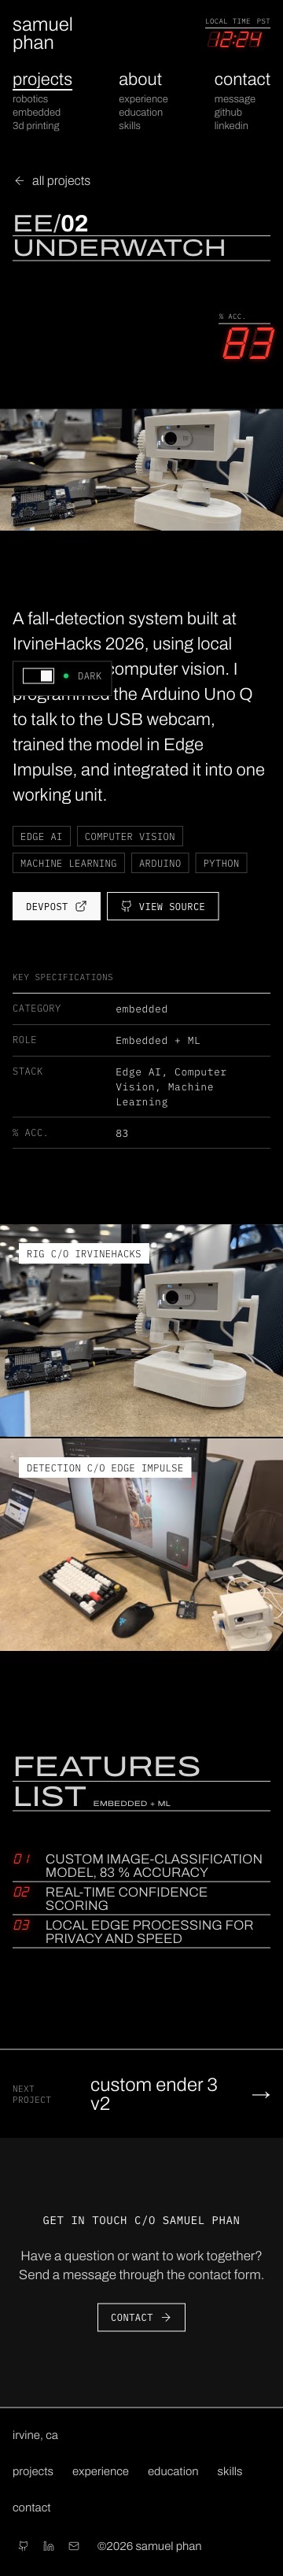 samuel
phan
LOCAL TIME PST
12:24
projects
about
contact
robotics
experience
message
embedded
education
github
3d printing
skills
linkedin
← all projects
EE/02
UNDERWATCH
% ACC.
83
A fall-detection system built at
IrvineHacks 2026, using local
computer vision. I
DARK
the Arduino Uno Q
to talk to the USB webcam,
trained the model in Edge
Impulse, and integrated it into one
working unit.
EDGE AI
COMPUTER VISION
MACHINE LEARNING
ARDUINO
PYTHON
DEVPOST
VIEW SOURCE
KEY SPECIFICATIONS
CATEGORY
embedded
ROLE
Embedded + ML
STACK
Edge AI, Computer
Vision, Machine
Learning
% ACC.
83
RIG C/O IRVINEHACKS
DETECTION C/O EDGE IMPULSE
FEATURES
LIST EMBEDDED + ML
01 CUSTOM IMAGE-CLASSIFICATION
MODEL, 83 % ACCURACY
02 REAL-TIME CONFIDENCE
SCORING
03 LOCAL EDGE PROCESSING FOR
PRIVACY AND SPEED
NEXT
PROJECT
custom ender 3
v2
→
GET IN TOUCH C/O SAMUEL PHAN
Have a question or want to work together?
Send a message through the contact form.
CONTACT →
irvine, ca
projects experience education skills
contact
©2026 samuel phan